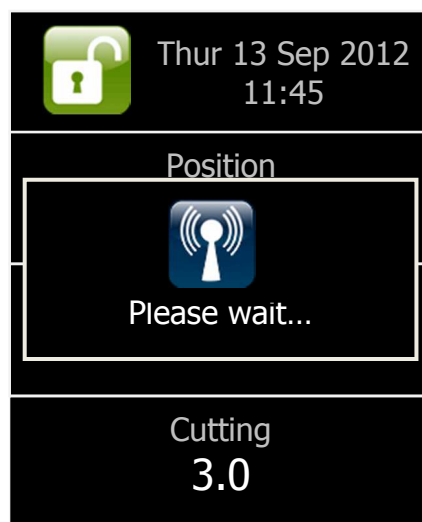 Thur 13 Sep 2012
11:45
Position
Please wait...
Cutting
3.0